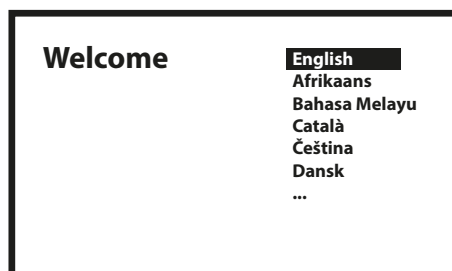 Welcome
English
Afrikaans
Bahasa Melayu
Català
Čeština
Dansk
...